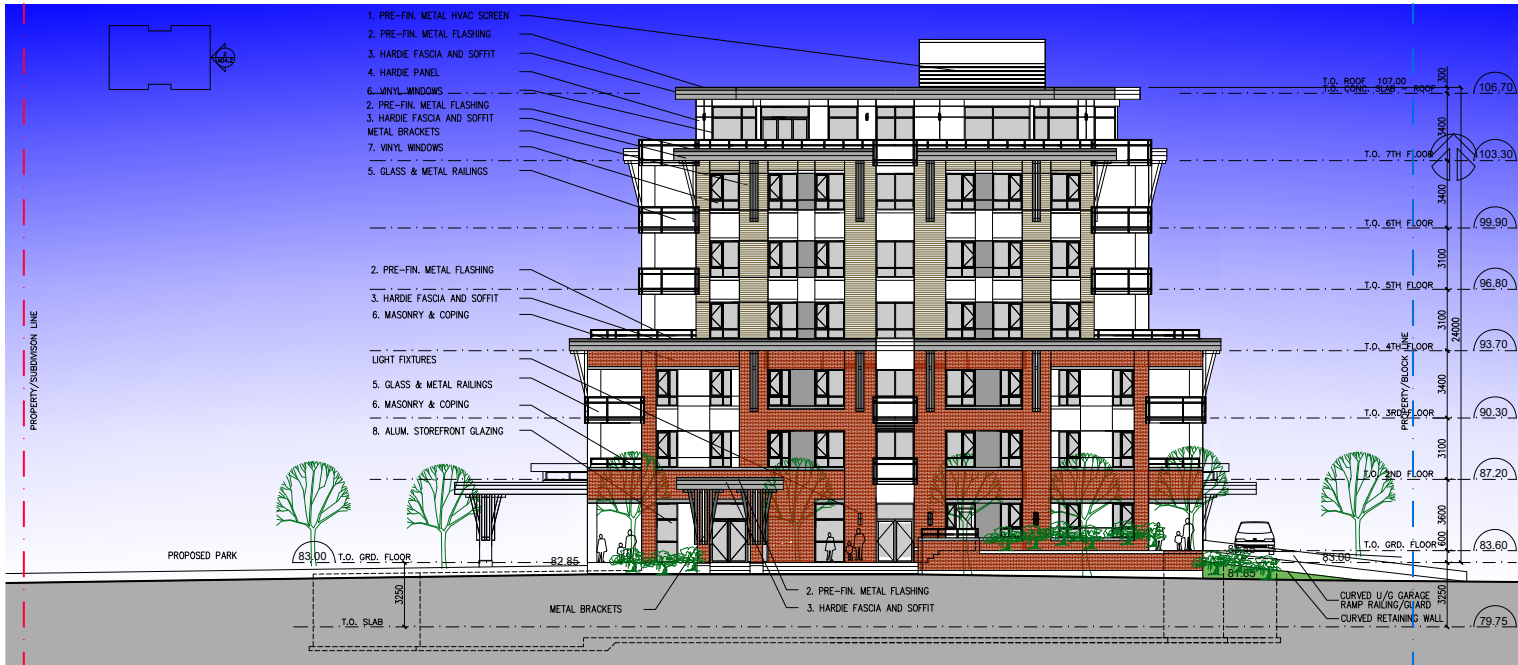 1. PRE-FIN. METAL HVAC SCREEN
2. PRE-FIN. METAL FLASHING
3. HARDIE FASCIA AND SOFFIT
4. HARDIE PANEL
6. VINYL WINDOWS
2. PRE-FIN. METAL FLASHING
3. HARDIE FASCIA AND SOFFIT
METAL BRACKETS
7. VINYL WINDOWS
5. GLASS & METAL RAILINGS
2. PRE-FIN. METAL FLASHING
3. HARDIE FASCIA AND SOFFIT
6. MASONRY & COPING
LIGHT FIXTURES
5. GLASS & METAL RAILINGS
6. MASONRY & COPING
8. ALUM. STOREFRONT GLAZING
PROPERTY/SUBDIVISON LINE
PROPOSED PARK
83.00 T.O. GRD. FLOOR
82.85
3250
T.O. SLAB
METAL BRACKETS
2. PRE-FIN. METAL FLASHING
3. HARDIE FASCIA AND SOFFIT
T.O. ROOF 107.00
T.O. CONC. SLAB - ROOF
106.70
300
3400
T.O. 7TH FLOOR
103.30
3400
T.O. 6TH FLOOR
99.90
3100
T.O. 5TH FLOOR
96.80
3100
24000
T.O. 4TH FLOOR
93.70
PROPERTY/BLOCK LINE
3400
T.O. 3RD FLOOR
90.30
3100
T.O. 2ND FLOOR
87.20
3600
T.O. GRD. FLOOR
83.60
600
83.00
81.85
3250
CURVED U/G GARAGE
RAMP RAILING/GUARD
CURVED RETAINING WALL
79.75